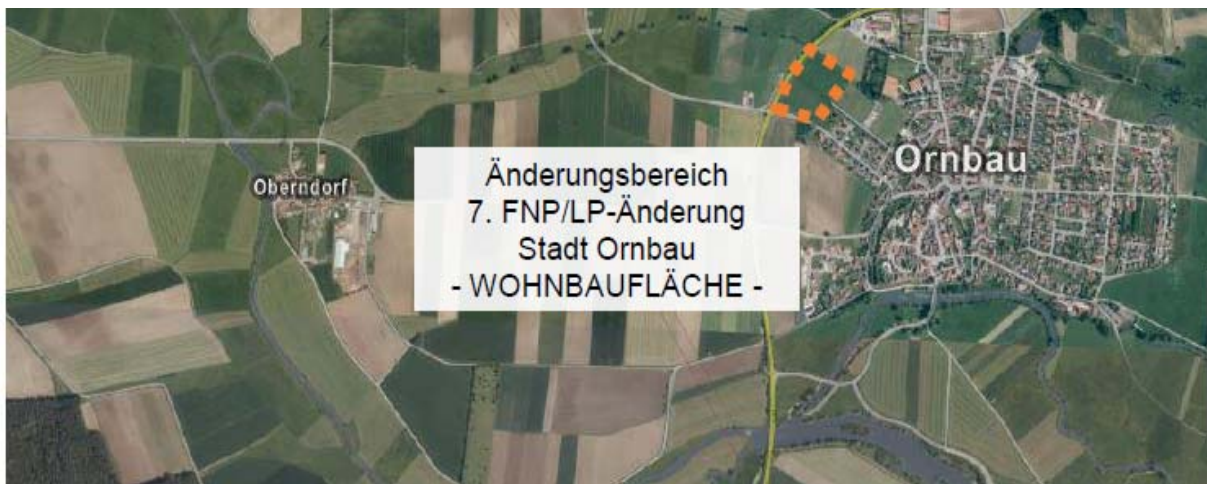 Ornbau
Oberndorf
Änderungsbereich
7. FNP/LP-Änderung
Stadt Ornbau
- WOHNBAUFLÄCHE -